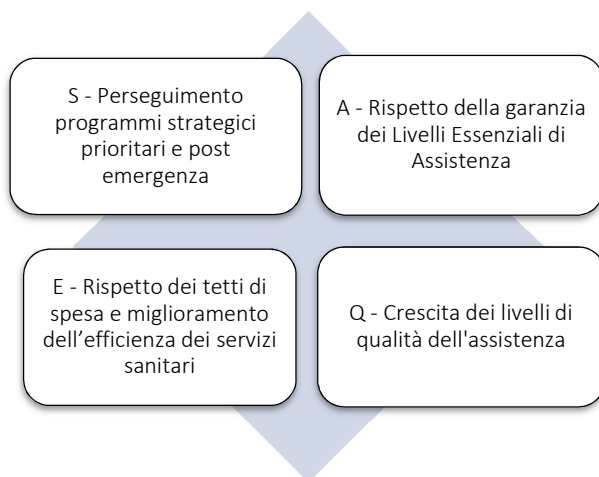 S - Perseguimento
programmi strategici
prioritari e post
emergenza
A - Rispetto della garanzia
dei Livelli Essenziali di
Assistenza
E - Rispetto dei tetti di
spesa e miglioramento
dell’efficienza dei servizi
sanitari
Q - Crescita dei livelli di
qualità dell'assistenza